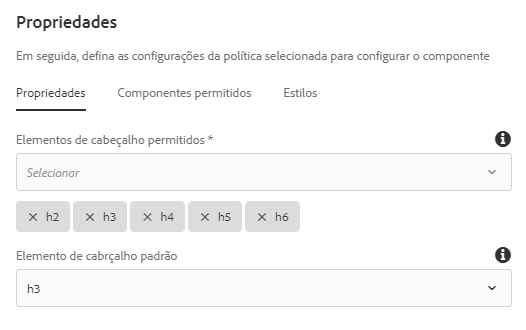 Propriedades
Em seguida, defina as configurações da política selecionada para configurar o componente
Propriedades Componentes permitidos Estilos
Elementos de cabeçalho permitidos *
Selecionar
× h2 × h3 × h4 × h5 × h6
Elemento de cabrçalho padrão
h3